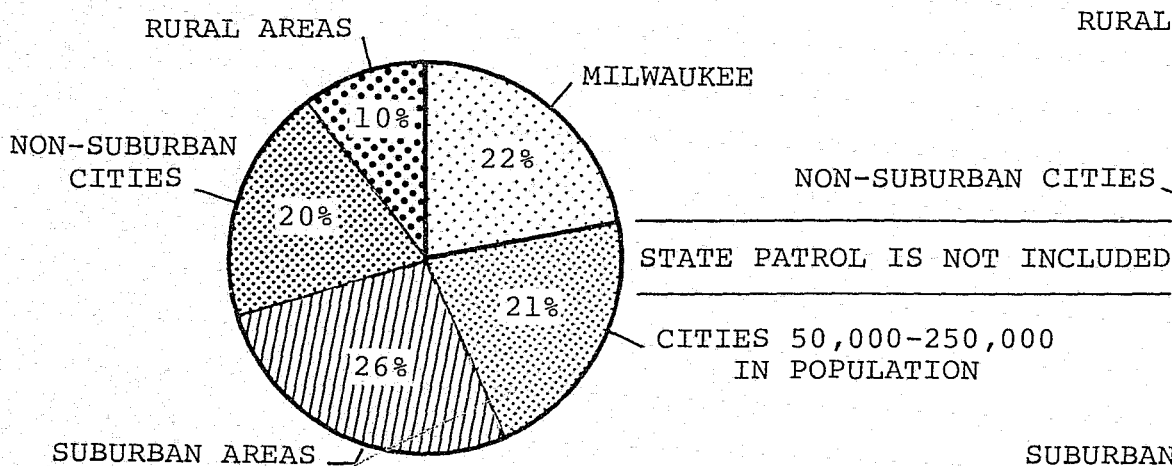 RURAL AREAS
RURAL
MILWAUKEE
10%
22%
NON-SUBURBAN
CITIES
NON-SUBURBAN CITIES
20%
STATE PATROL IS NOT INCLUDED
21%
CITIES 50,000-250,000
IN POPULATION
26%
SUBURBAN AREAS
SUBURBAN